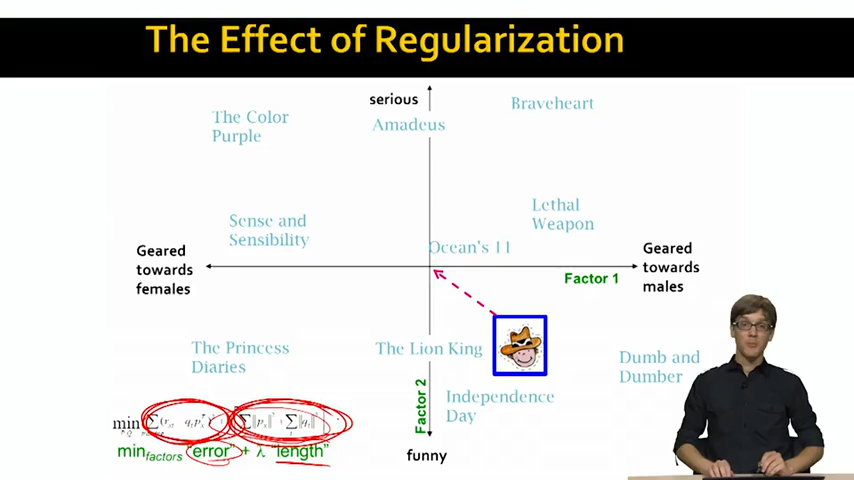 The Effect of Regularization
serious
Braveheart
The Color
Purple
Amadeus
Lethal
Weapon
Sense and
Sensibility
Ocean's 11
Geared
towards
females
Geared
towards
males
Factor 1
The Princess
Diaries
The Lion King
Dumb and
Dumber
Factor 2
Independence
Day
min
min factors "error" + λ "length"
funny